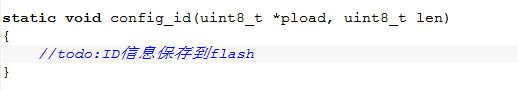 static void config_id(uint8_t *pload, uint8_t len)
{
//todo:ID信息保存到flash
}